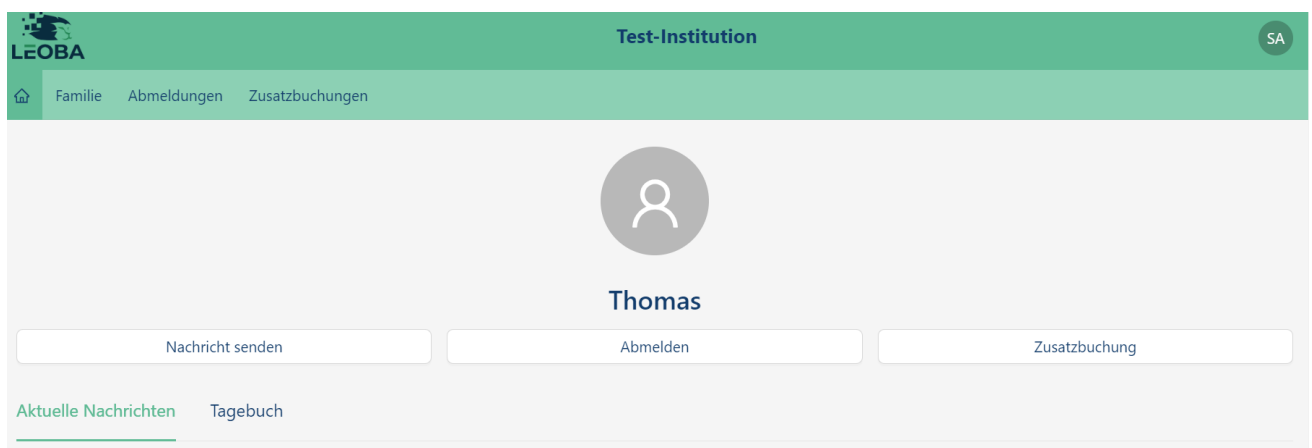 LEOBA
Test-Institution
SA
Familie Abmeldungen Zusatzbuchungen
Thomas
Nachricht senden Abmelden Zusatzbuchung
Aktuelle Nachrichten Tagebuch